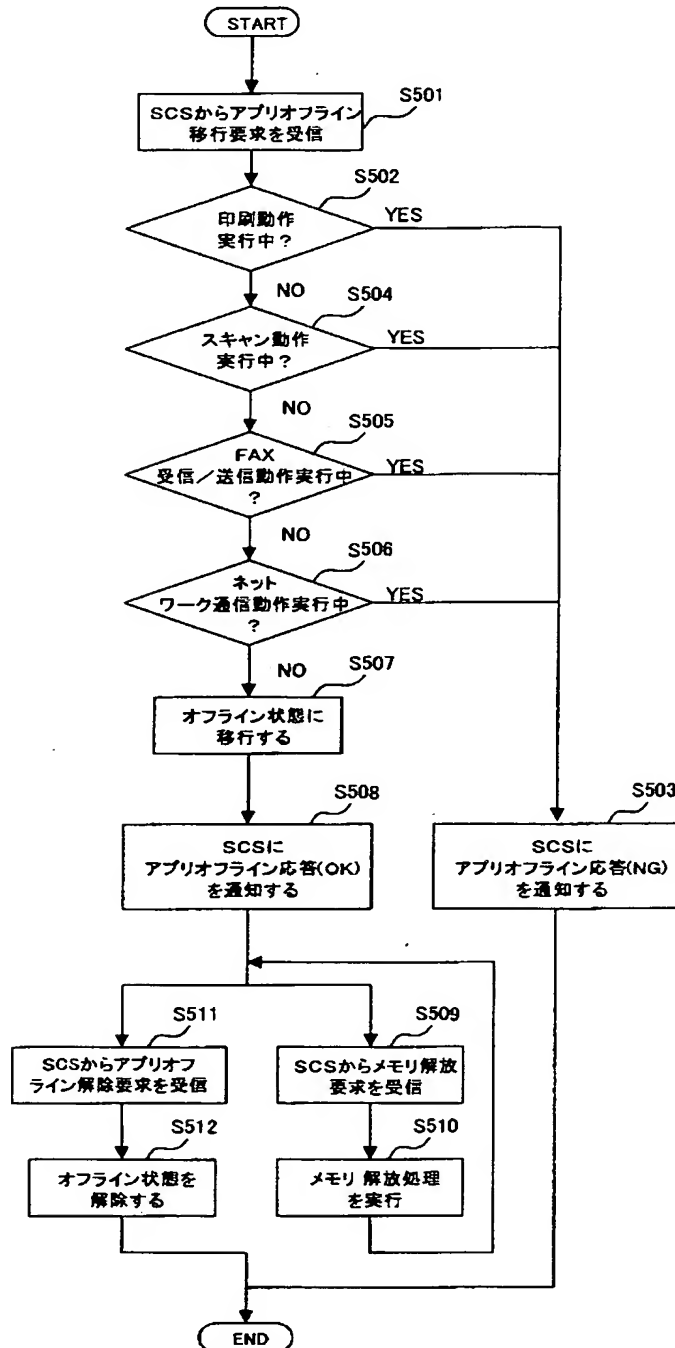 START
S501
SCSからアプリオフライン
移行要求を受信
S502
印刷動作
実行中？
YES
NO
S504
スキャン動作
実行中？
YES
NO
S505
FAX
受信／送信動作実行中
？
YES
NO
S506
ネット
ワーク通信動作実行中
？
YES
NO
S507
オフライン状態に
移行する
S508
SCSに
アプリオフライン応答(OK)
を通知する
S503
SCSに
アプリオフライン応答(NG)
を通知する
S511
SCSからアプリオフ
ライン解除要求を受信
S509
SCSからメモリ解放
要求を受信
S512
オフライン状態を
解除する
S510
メモリ 解放処理
を実行
END